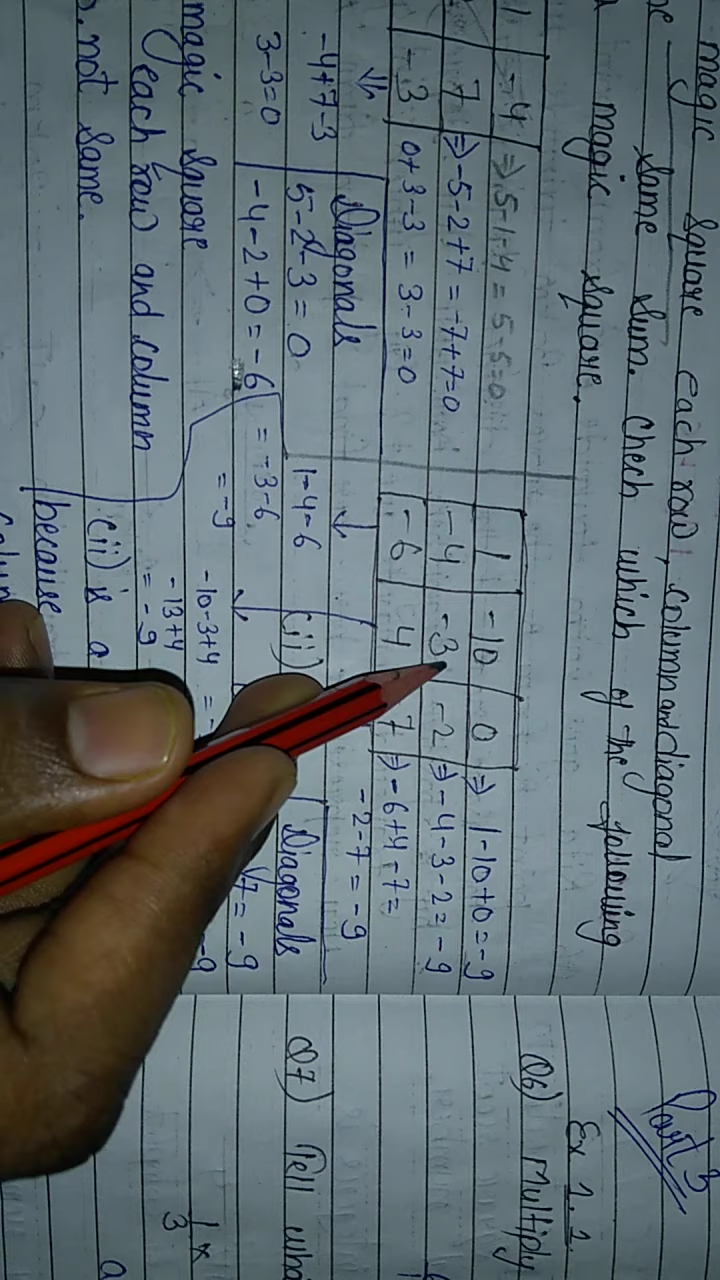 magic square each row, column and diagonal
same sum. Check which of the following
magic square.
-4 ⇒ 5-1-4 = 5-5=0
7 ⇒ -5-2+7 = -7+7=0
-3 0+3-3 = 3-3=0
1 -10 0 ⇒ 1-10+0=-9
-4 -3 -2 ⇒ -4-3-2=-9
-6 4 7 ⇒ -6+4-7=
-2-7=-9
-4+7-3
3-3=0
Diagonals
5-2-3=0
-4-2+0=-6
1-4-6
=-3-6
=-9
(ii)
-10-3+4
-13+4
=-9
Diagonals
7=-9
-9
magic square
each row and column
not same.
(ii) is a
because
Part 3
Ex 1.1
Q6) Multiply
Q7) Tell
1/3 ×